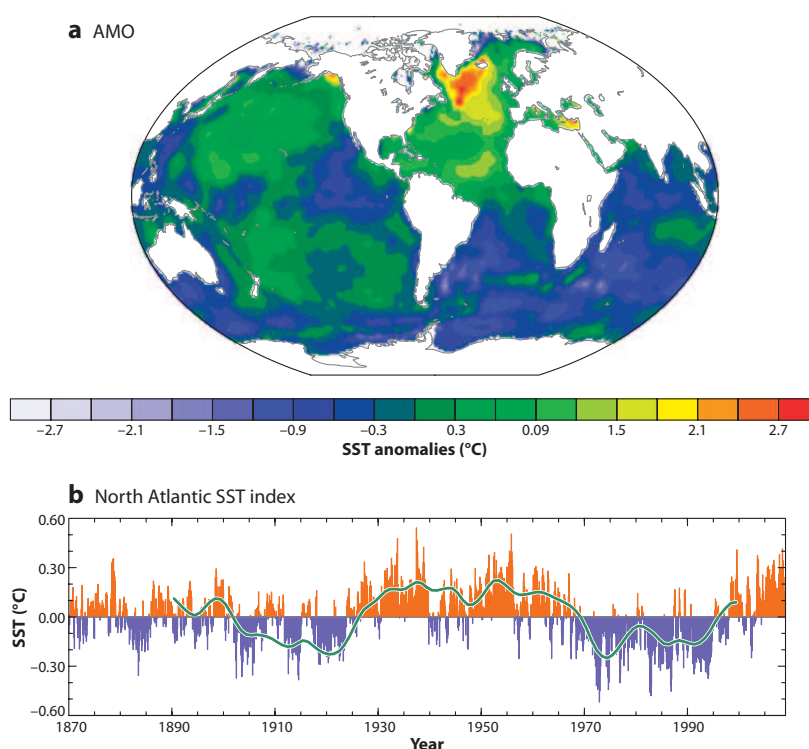 a AMO
−2.7 −2.1 −1.5 −0.9 −0.3 0.3 0.09 1.5 2.1 2.7
SST anomalies (°C)
b North Atlantic SST index
0.60
0.30
0.00
−0.30
−0.60
SST (°C)
1870 1890 1910 1930 1950 1970 1990
Year